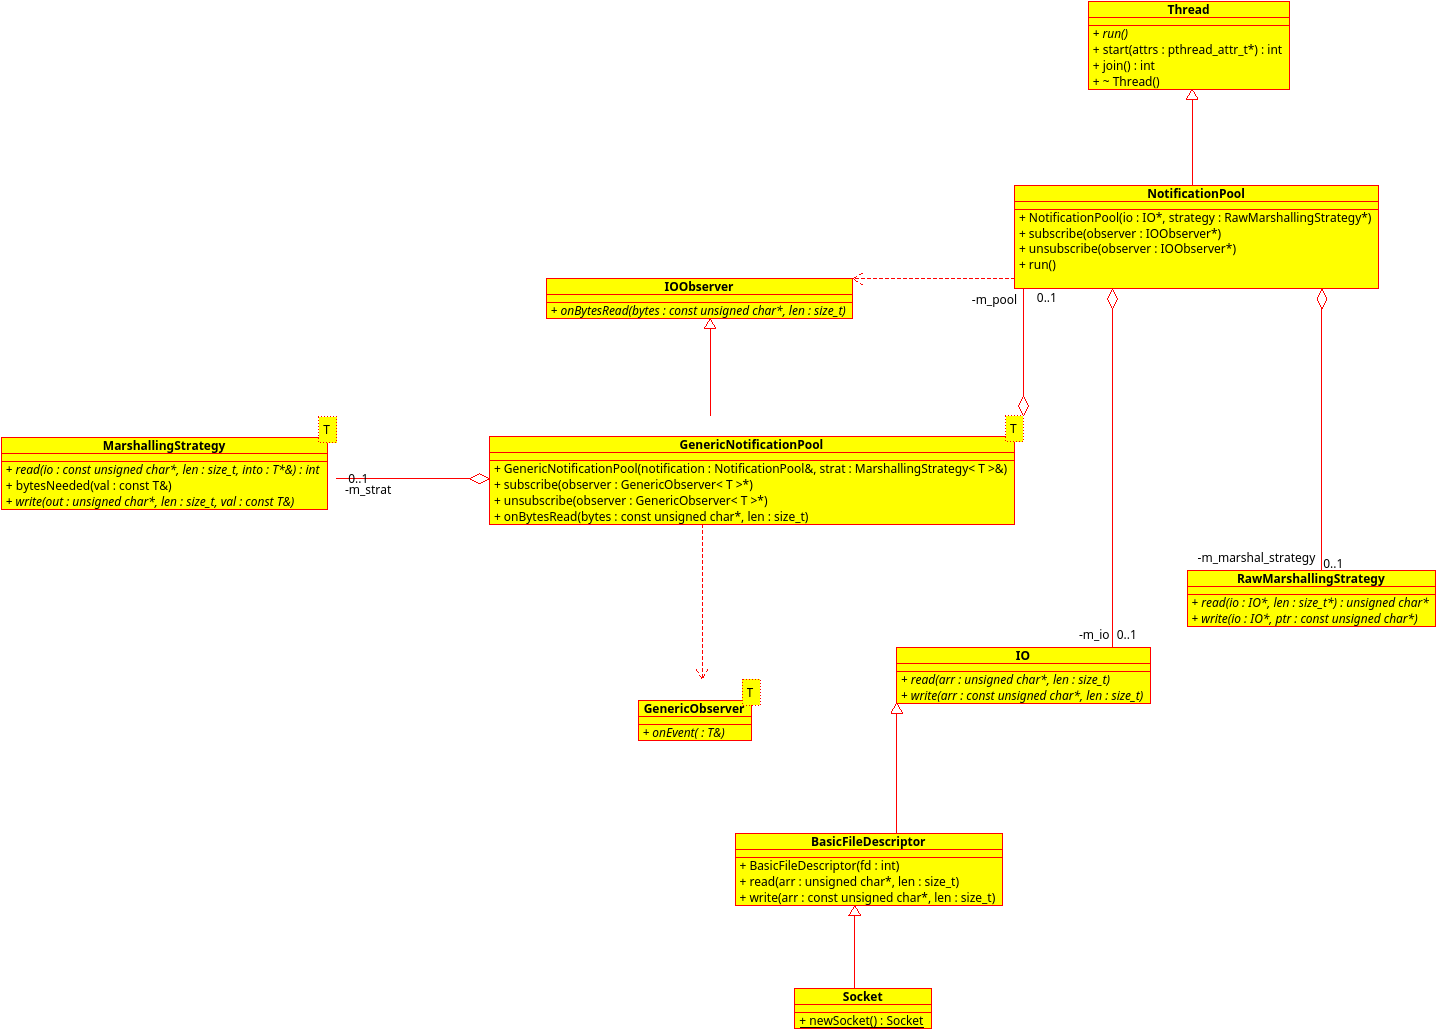 Thread
+ run()
+ start(attrs : pthread_attr_t*) : int
+ join() : int
+ ~ Thread()
NotificationPool
+ NotificationPool(io : IO*, strategy : RawMarshallingStrategy*)
+ subscribe(observer : IOObserver*)
+ unsubscribe(observer : IOObserver*)
+ run()
IOObserver
+ onBytesRead(bytes : const unsigned char*, len : size_t)
-m_pool
0..1
T
MarshallingStrategy
+ read(io : const unsigned char*, len : size_t, into : T*&) : int
+ bytesNeeded(val : const T&)
+ write(out : unsigned char*, len : size_t, val : const T&)
0..1
-m_strat
T
GenericNotificationPool
+ GenericNotificationPool(notification : NotificationPool&, strat : MarshallingStrategy< T >&)
+ subscribe(observer : GenericObserver< T >*)
+ unsubscribe(observer : GenericObserver< T >*)
+ onBytesRead(bytes : const unsigned char*, len : size_t)
-m_marshal_strategy
0..1
RawMarshallingStrategy
+ read(io : IO*, len : size_t*) : unsigned char*
+ write(io : IO*, ptr : const unsigned char*)
-m_io
0..1
IO
+ read(arr : unsigned char*, len : size_t)
+ write(arr : const unsigned char*, len : size_t)
T
GenericObserver
+ onEvent( : T&)
BasicFileDescriptor
+ BasicFileDescriptor(fd : int)
+ read(arr : unsigned char*, len : size_t)
+ write(arr : const unsigned char*, len : size_t)
Socket
+ newSocket() : Socket